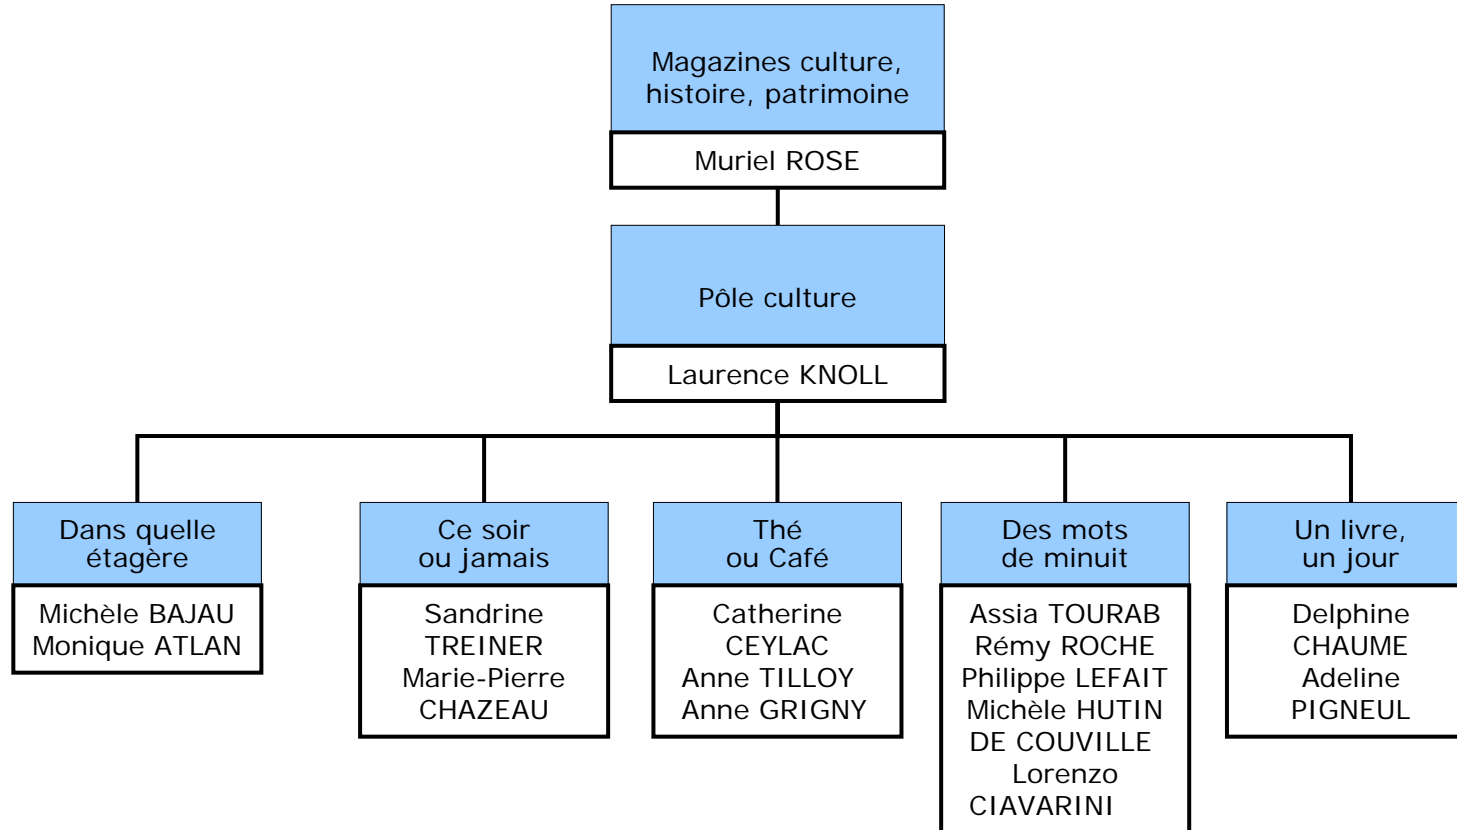 Magazines culture,
histoire, patrimoine
Muriel ROSE
Pôle culture
Laurence KNOLL
Dans quelle
étagère
Michèle BAJAU
Monique ATLAN
Ce soir
ou jamais
Sandrine
TREINER
Marie-Pierre
CHAZEAU
Thé
ou Café
Catherine
CEYLAC
Anne TILLOY
Anne GRIGNY
Des mots
de minuit
Assia TOURAB
Rémy ROCHE
Philippe LEFAIT
Michèle HUTIN
DE COUVILLE
Lorenzo
CIAVARINI
Un livre,
un jour
Delphine
CHAUME
Adeline
PIGNEUL